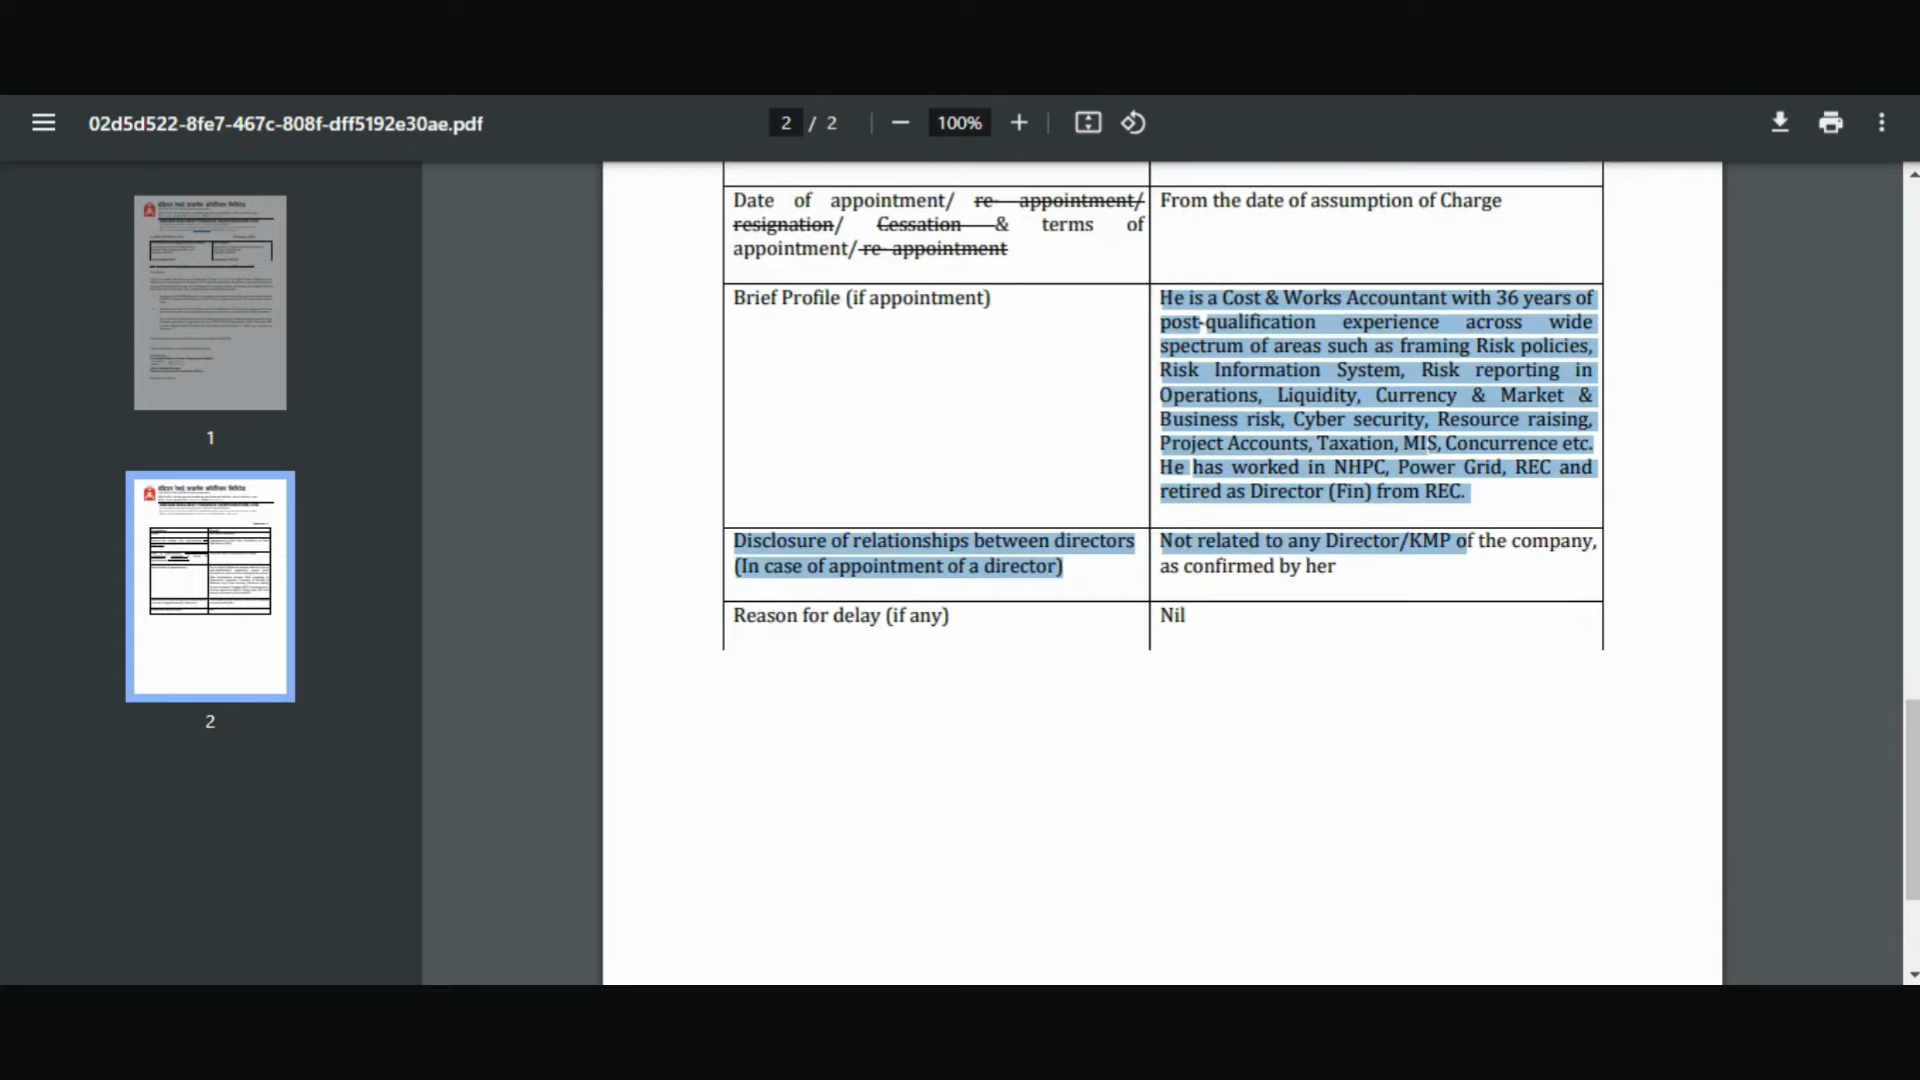 02d5d522-8fe7-467c-808f-dff5192e30ae.pdf
2 / 2
100%
1
2
Date of appointment/ re- appointment/
resignation/ Cessation & terms of
appointment/ re- appointment
From the date of assumption of Charge
Brief Profile (if appointment)
He is a Cost & Works Accountant with 36 years of
post-qualification experience across wide
spectrum of areas such as framing Risk policies,
Risk Information System, Risk reporting in
Operations, Liquidity, Currency & Market &
Business risk, Cyber security, Resource raising,
Project Accounts, Taxation, MIS, Concurrence etc.
He has worked in NHPC, Power Grid, REC and
retired as Director (Fin) from REC.
Disclosure of relationships between directors
(In case of appointment of a director)
Not related to any Director/KMP of the company,
as confirmed by her
Reason for delay (if any)
Nil